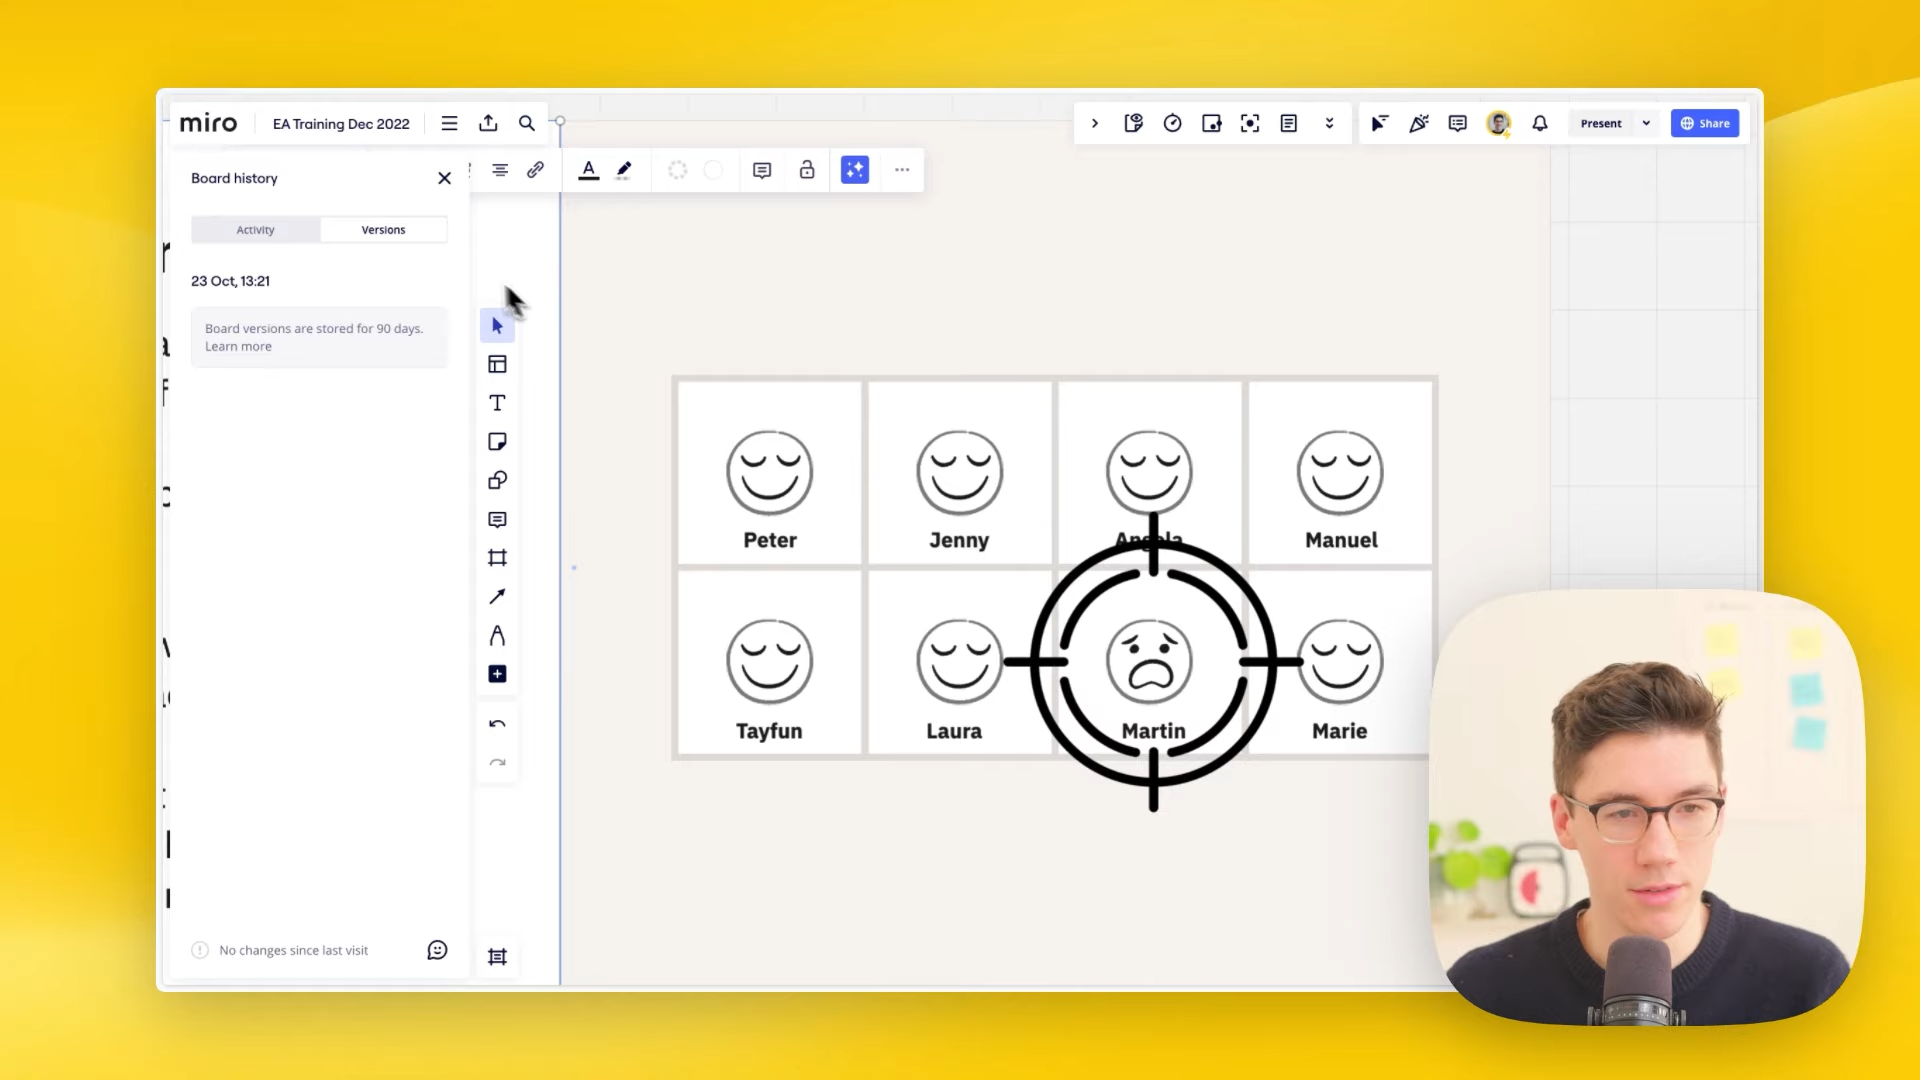 miro
EA Training Dec 2022
Present
Share
Board history
Activity
Versions
23 Oct, 13:21
Board versions are stored for 90 days.
Learn more
Peter
Jenny
Angela
Manuel
Tayfun
Laura
Martin
Marie
No changes since last visit